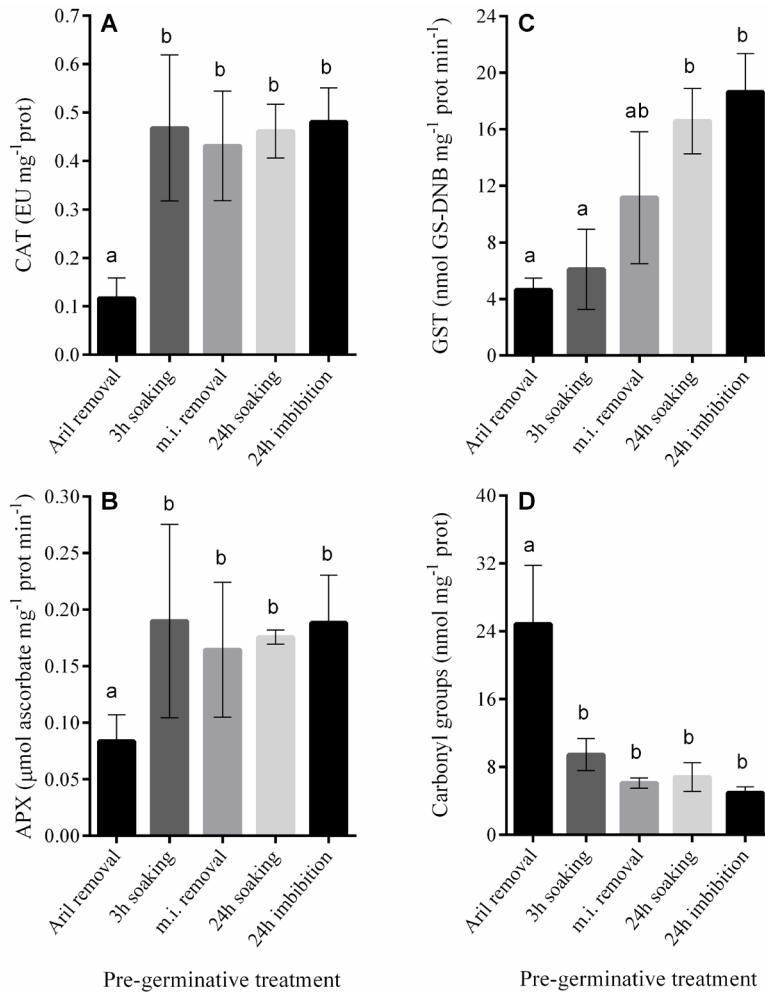 A
CAT (EU mg⁻¹prot)
0.7
0.6
0.5
0.4
0.3
0.2
0.1
0.0
a
b
b
b
b
Aril removal
3h soaking
m.i. removal
24h soaking
24h imbibition
C
GST (nmol GS-DNB mg⁻¹ prot min⁻¹)
24
20
16
12
8
4
0
a
a
ab
b
b
Aril removal
3h soaking
m.i. removal
24h soaking
24h imbibition
B
APX (μmol ascorbate mg⁻¹ prot min⁻¹)
0.30
0.25
0.20
0.15
0.10
0.05
0.00
a
b
b
b
b
Aril removal
3h soaking
m.i. removal
24h soaking
24h imbibition
Pre-germinative treatment
D
Carbonyl groups (nmol mg⁻¹ prot)
40
32
24
16
8
0
a
b
b
b
b
Aril removal
3h soaking
m.i. removal
24h soaking
24h imbibition
Pre-germinative treatment